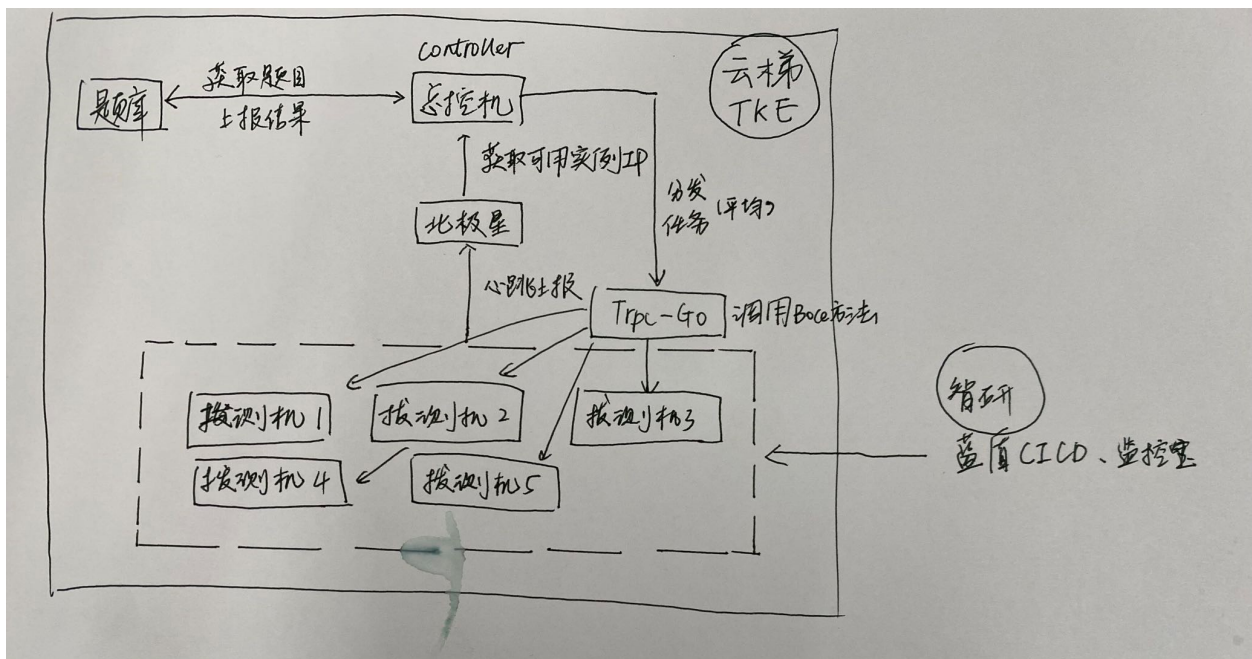 controller
云梯
TKE
题库
获取题目
上报结果
总控机
获取可用实例IP
分发
任务
(平均)
北极星
心跳上报
Trpc-Go
调用Boce方法
拨测机1
拨测机2
拨测机3
拨测机4
拨测机5
智研
蓝盾CICD、监控宝